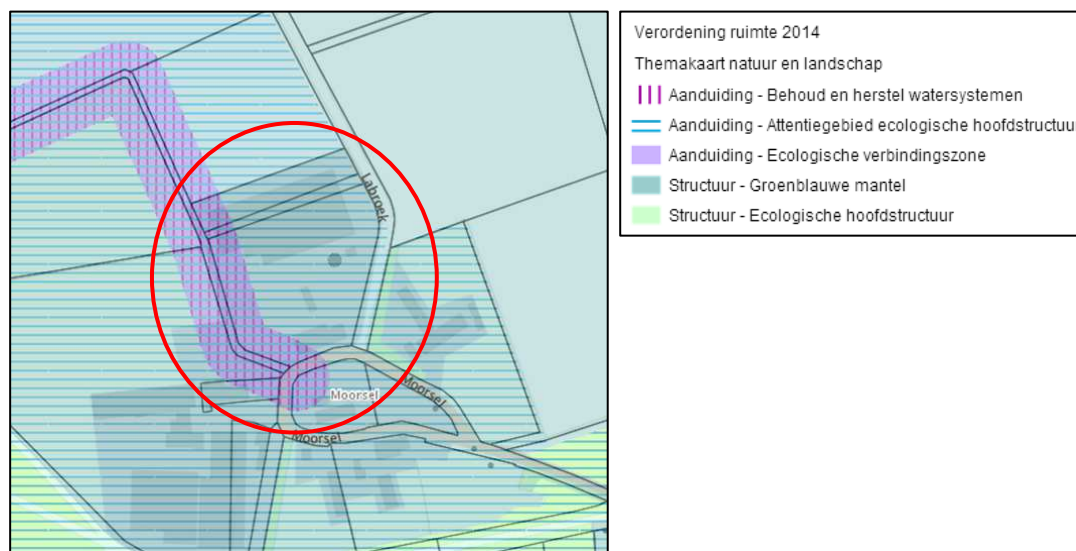 Labroek
Moorsel
Moorsel
Moorsel
Verordening ruimte 2014
Themakaart natuur en landschap
Aanduiding - Behoud en herstel watersystemen
Aanduiding - Attentiegebied ecologische hoofdstructuur
Aanduiding - Ecologische verbindingszone
Structuur - Groenblauwe mantel
Structuur - Ecologische hoofdstructuur